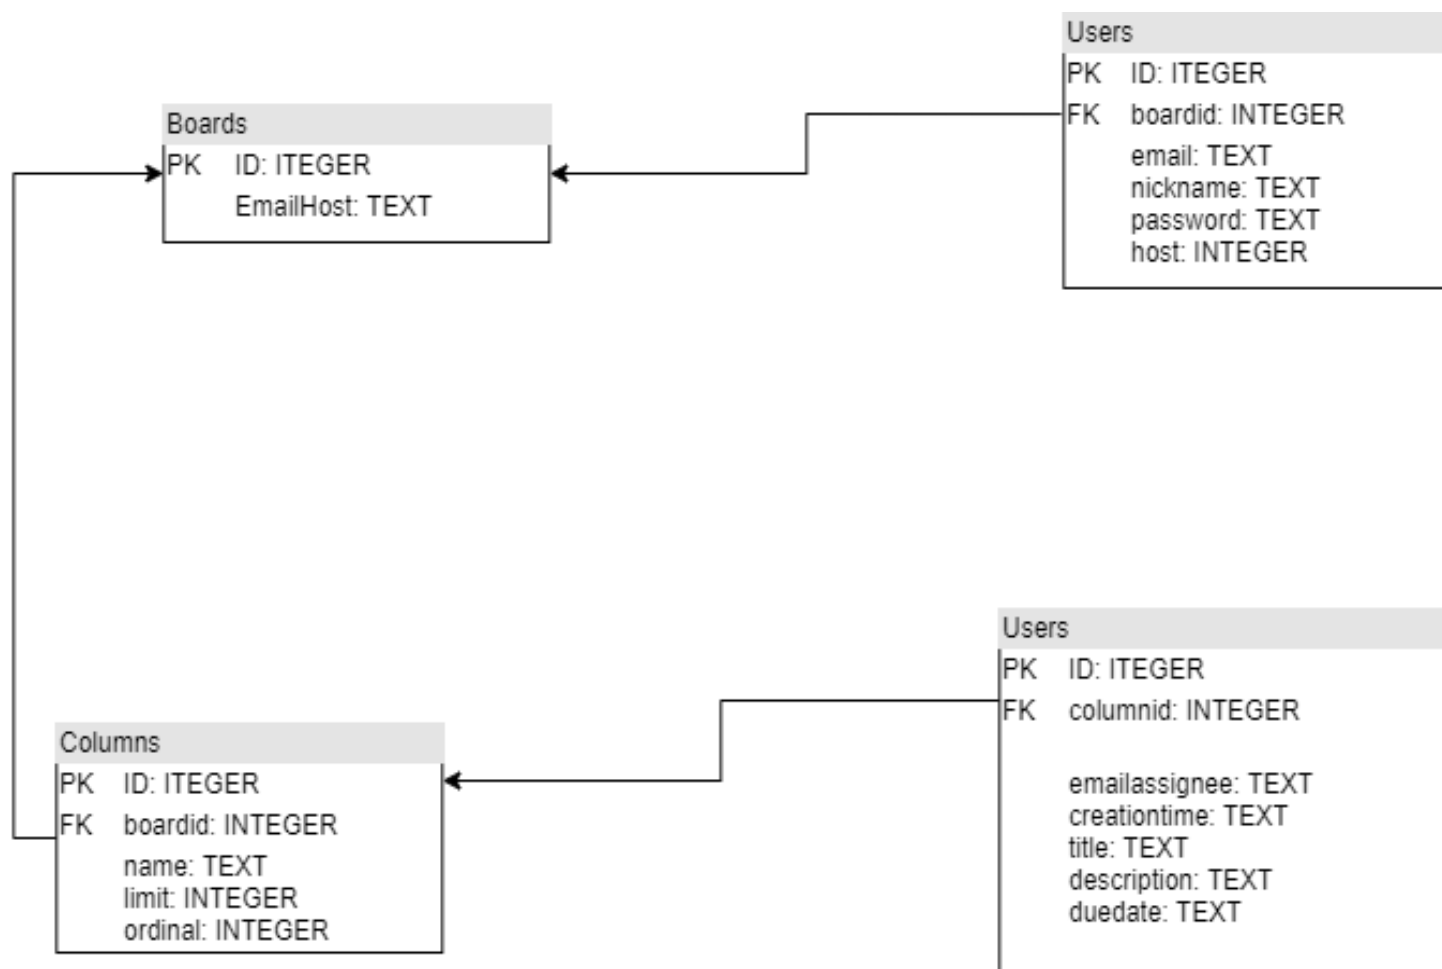 Users
PK ID: ITEGER
FK boardid: INTEGER
email: TEXT
nickname: TEXT
password: TEXT
host: INTEGER
Boards
PK ID: ITEGER
EmailHost: TEXT
Users
PK ID: ITEGER
FK columnid: INTEGER
emailassignee: TEXT
creationtime: TEXT
title: TEXT
description: TEXT
duedate: TEXT
Columns
PK ID: ITEGER
FK boardid: INTEGER
name: TEXT
limit: INTEGER
ordinal: INTEGER